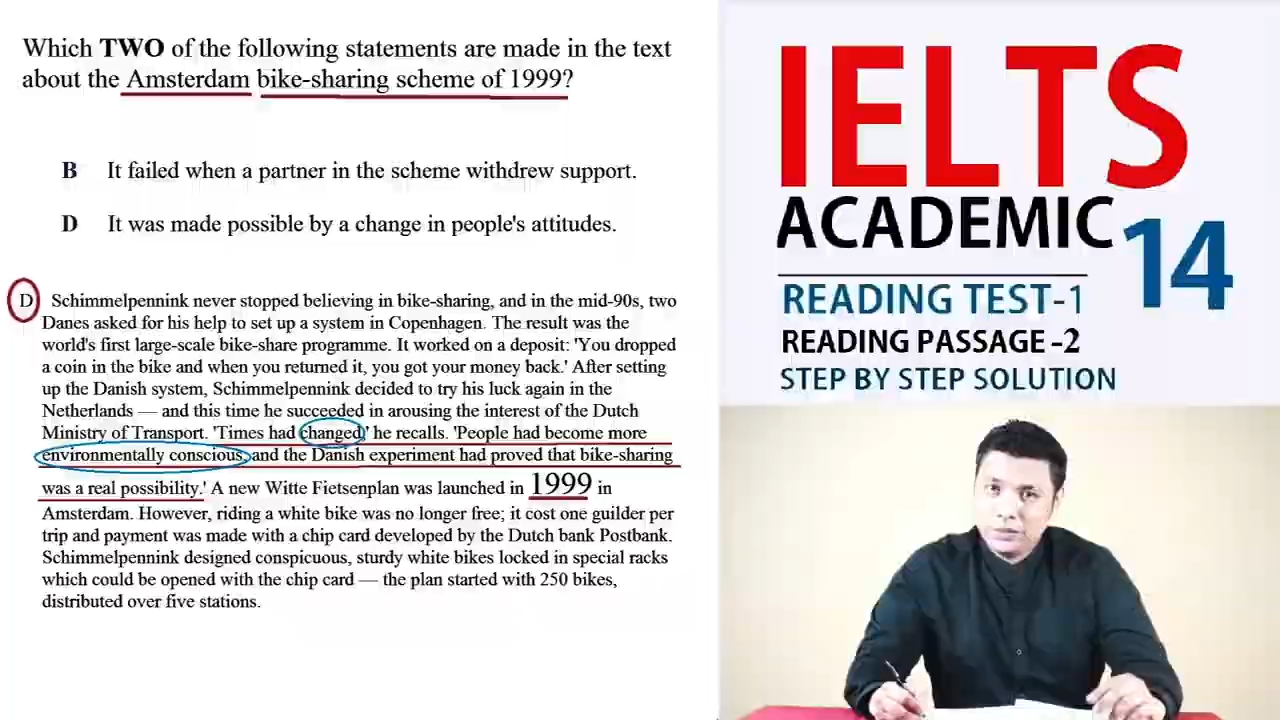 Which TWO of the following statements are made in the text
about the Amsterdam bike-sharing scheme of 1999?
B It failed when a partner in the scheme withdrew support.
D It was made possible by a change in people's attitudes.
D Schimmelpennink never stopped believing in bike-sharing, and in the mid-90s, two
Danes asked for his help to set up a system in Copenhagen. The result was the
world's first large-scale bike-share programme. It worked on a deposit: 'You dropped
a coin in the bike and when you returned it, you got your money back.' After setting
up the Danish system, Schimmelpennink decided to try his luck again in the
Netherlands — and this time he succeeded in arousing the interest of the Dutch
Ministry of Transport. 'Times had changed,' he recalls. 'People had become more
environmentally conscious, and the Danish experiment had proved that bike-sharing
was a real possibility.' A new Witte Fietsenplan was launched in 1999 in
Amsterdam. However, riding a white bike was no longer free; it cost one guilder per
trip and payment was made with a chip card developed by the Dutch bank Postbank.
Schimmelpennink designed conspicuous, sturdy white bikes locked in special racks
which could be opened with the chip card — the plan started with 250 bikes,
distributed over five stations.
IELTS
ACADEMIC 14
READING TEST-1
READING PASSAGE -2
STEP BY STEP SOLUTION